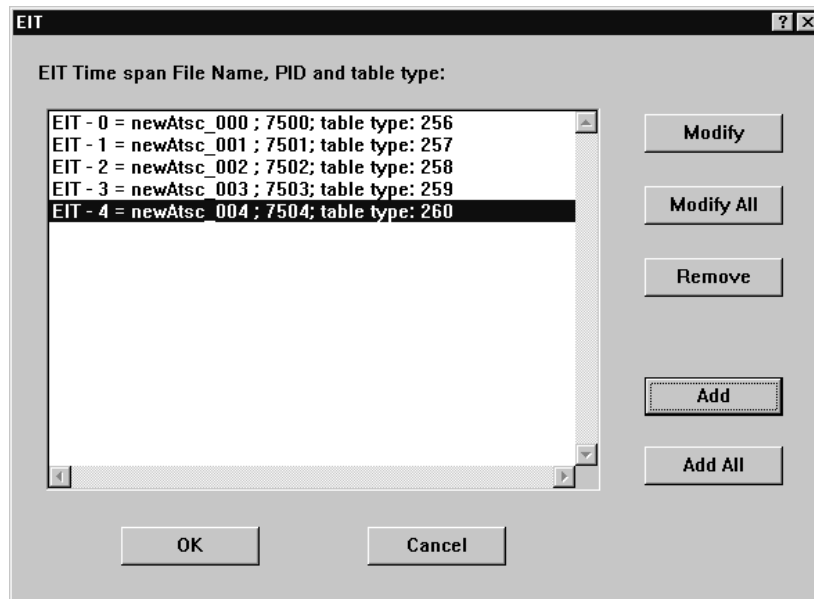 EIT
EIT Time span File Name, PID and table type:
EIT - 0 = newAtsc_000 ; 7500; table type: 256
EIT - 1 = newAtsc_001 ; 7501; table type: 257
EIT - 2 = newAtsc_002 ; 7502; table type: 258
EIT - 3 = newAtsc_003 ; 7503; table type: 259
EIT - 4 = newAtsc_004 ; 7504; table type: 260
Modify
Modify All
Remove
Add
Add All
OK
Cancel